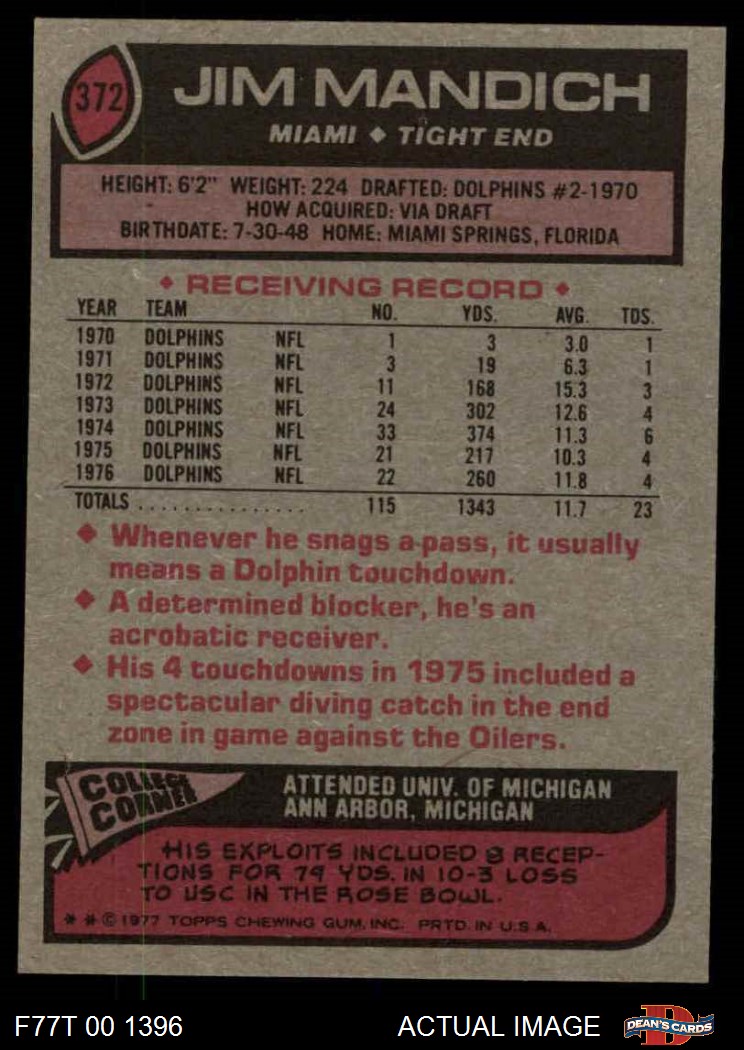 372
JIM MANDICH
MIAMI ◆ TIGHT END
HEIGHT: 6'2" WEIGHT: 224 DRAFTED: DOLPHINS #2-1970
HOW ACQUIRED: VIA DRAFT
BIRTHDATE: 7-30-48 HOME: MIAMI SPRINGS, FLORIDA
◆ RECEIVING RECORD ◆
YEAR TEAM NO. YDS. AVG. TDS.
1970 DOLPHINS NFL 1 3 3.0 1
1971 DOLPHINS NFL 3 19 6.3 1
1972 DOLPHINS NFL 11 168 15.3 3
1973 DOLPHINS NFL 24 302 12.6 4
1974 DOLPHINS NFL 33 374 11.3 6
1975 DOLPHINS NFL 21 217 10.3 4
1976 DOLPHINS NFL 22 260 11.8 4
TOTALS . . . . . . . . . . . . . . . 115 1343 11.7 23
◆ Whenever he snags a pass, it usually
means a Dolphin touchdown.
◆ A determined blocker, he's an
acrobatic receiver.
◆ His 4 touchdowns in 1975 included a
spectacular diving catch in the end
zone in game against the Oilers.
COLLEGE
CORNER
ATTENDED UNIV. OF MICHIGAN
ANN ARBOR, MICHIGAN
HIS EXPLOITS INCLUDED 8 RECEP-
TIONS FOR 79 YDS. IN 10-3 LOSS
TO USC IN THE ROSE BOWL.
* * © 1977 TOPPS CHEWING GUM, INC. PRTD. IN U.S.A.
F77T 00 1396
ACTUAL IMAGE
D
DEAN'S CARDS